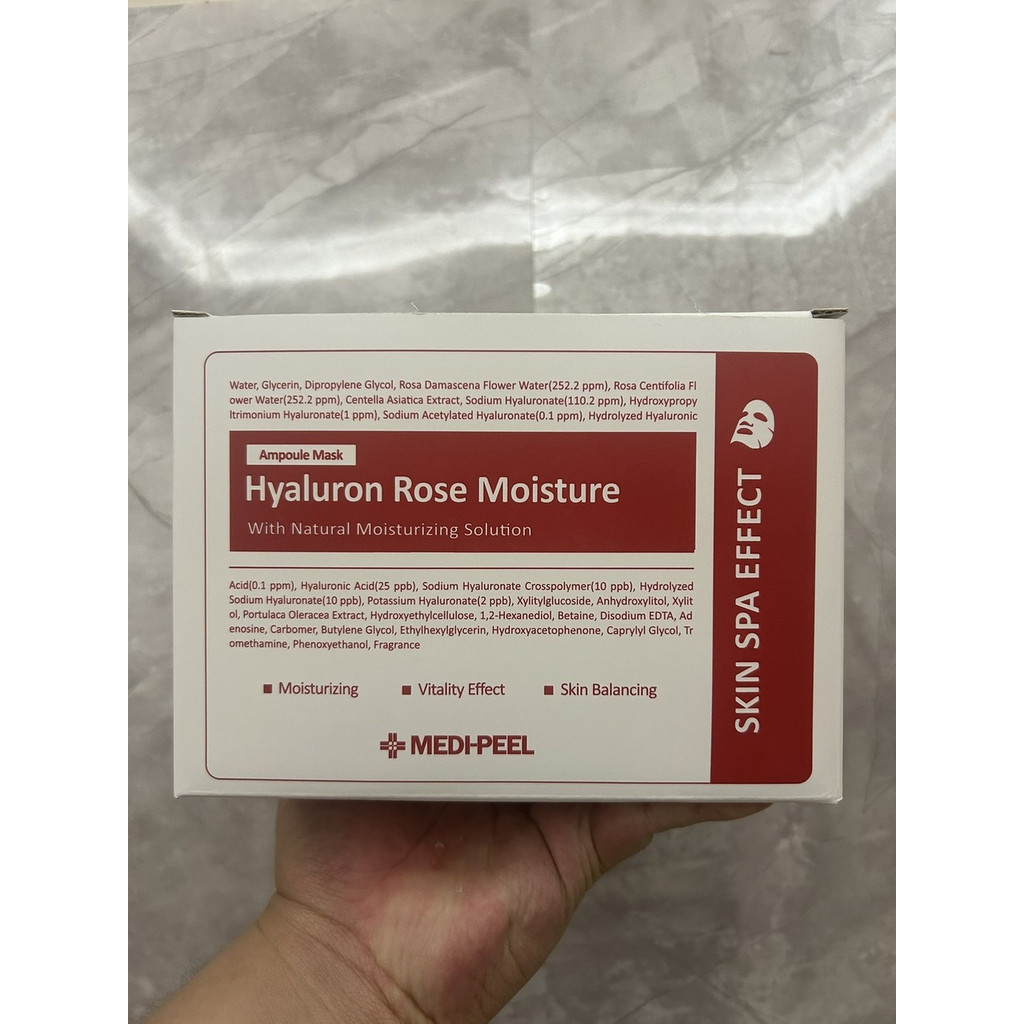 Water, Glycerin, Dipropylene Glycol, Rosa Damascena Flower Water(252.2 ppm), Rosa Centifolia Fl
ower Water(252.2 ppm), Centella Asiatica Extract, Sodium Hyaluronate(110.2 ppm), Hydroxypropy
ltrimonium Hyaluronate(1 ppm), Sodium Acetylated Hyaluronate(0.1 ppm), Hydrolyzed Hyaluronic
Ampoule Mask
Hyaluron Rose Moisture
With Natural Moisturizing Solution
Acid(0.1 ppm), Hyaluronic Acid(25 ppb), Sodium Hyaluronate Crosspolymer(10 ppb), Hydrolyzed
Sodium Hyaluronate(10 ppb), Potassium Hyaluronate(2 ppb), Xylitylglucoside, Anhydroxylitol, Xylit
ol, Portulaca Oleracea Extract, Hydroxyethylcellulose, 1,2-Hexanediol, Betaine, Disodium EDTA, Ad
enosine, Carbomer, Butylene Glycol, Ethylhexylglycerin, Hydroxyacetophenone, Caprylyl Glycol, Tr
omethamine, Phenoxyethanol, Fragrance
■ Moisturizing ■ Vitality Effect ■ Skin Balancing
MEDI-PEEL
SKIN SPA EFFECT